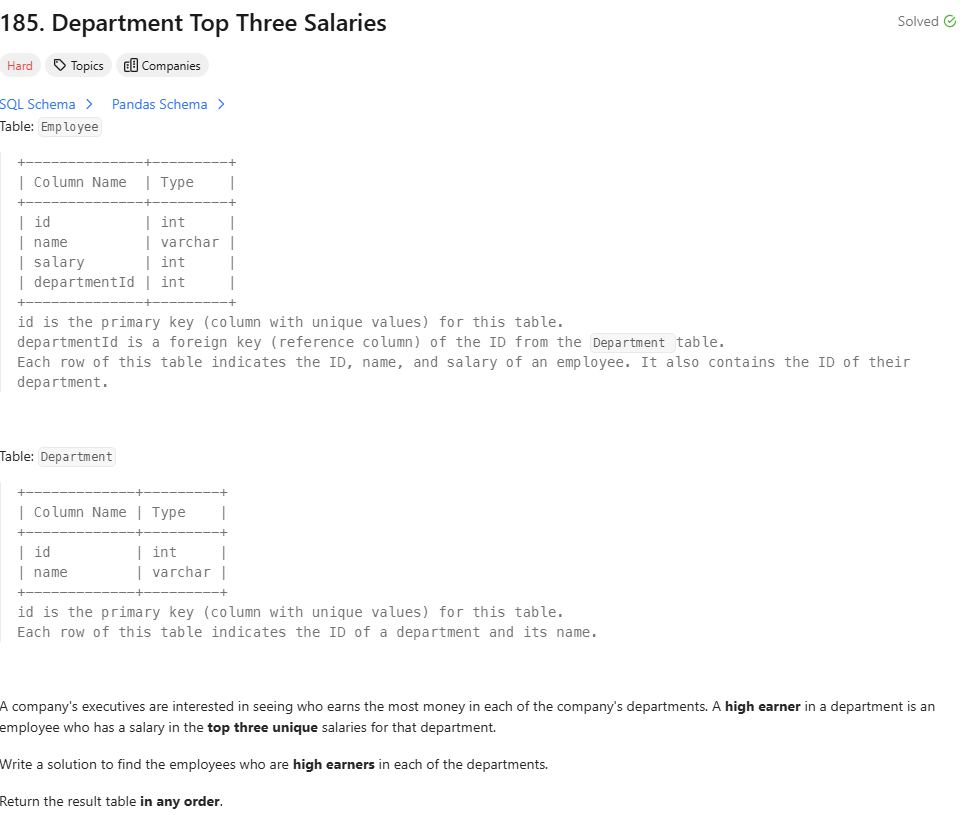 185. Department Top Three Salaries
Solved
Hard Topics Companies
SQL Schema Pandas Schema
Table: Employee
+--------------+---------+
| Column Name  | Type    |
+--------------+---------+
| id           | int     |
| name         | varchar |
| salary       | int     |
| departmentId | int     |
+--------------+---------+
id is the primary key (column with unique values) for this table.
departmentId is a foreign key (reference column) of the ID from the Department table.
Each row of this table indicates the ID, name, and salary of an employee. It also contains the ID of their
department.
Table: Department
+-------------+---------+
| Column Name | Type    |
+-------------+---------+
| id          | int     |
| name        | varchar |
+-------------+---------+
id is the primary key (column with unique values) for this table.
Each row of this table indicates the ID of a department and its name.
A company's executives are interested in seeing who earns the most money in each of the company's departments. A high earner in a department is an
employee who has a salary in the top three unique salaries for that department.
Write a solution to find the employees who are high earners in each of the departments.
Return the result table in any order.